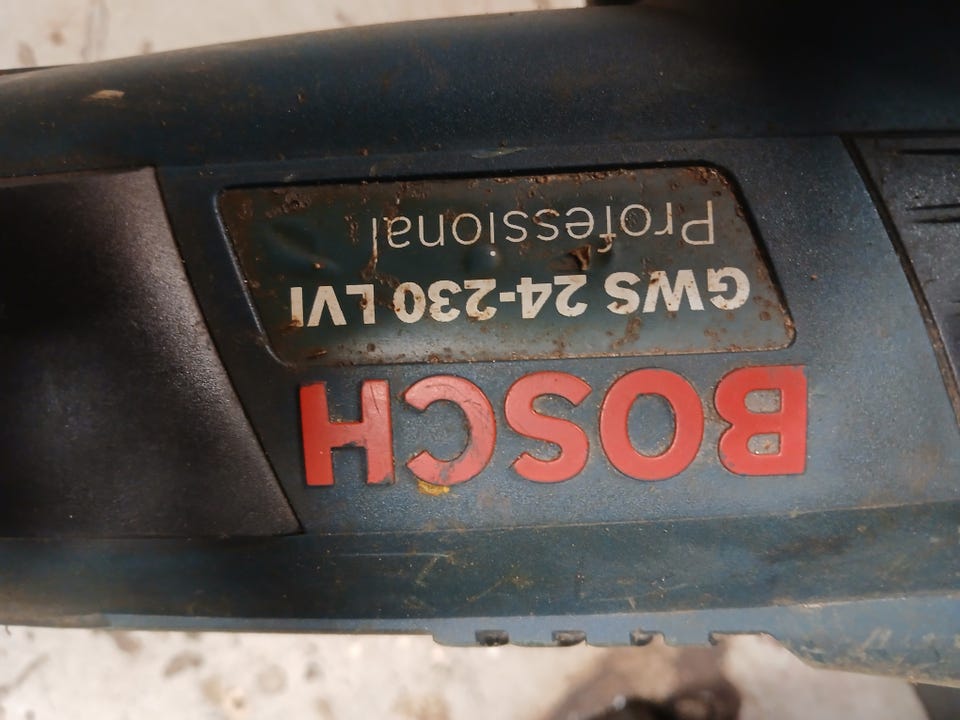 BOSCH
GWS 24-230 LVI
Professional